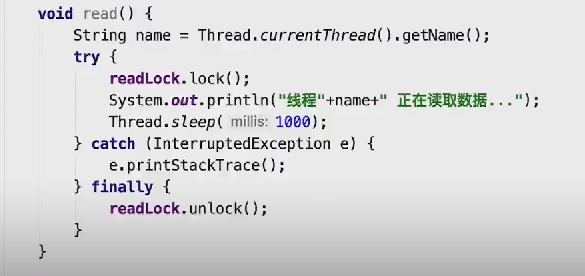 void read() {
String name = Thread.currentThread().getName();
try {
readLock.lock();
System.out.println("线程"+name+" 正在读取数据...");
Thread.sleep( millis: 1000);
} catch (InterruptedException e) {
e.printStackTrace();
} finally {
readLock.unlock();
}
}